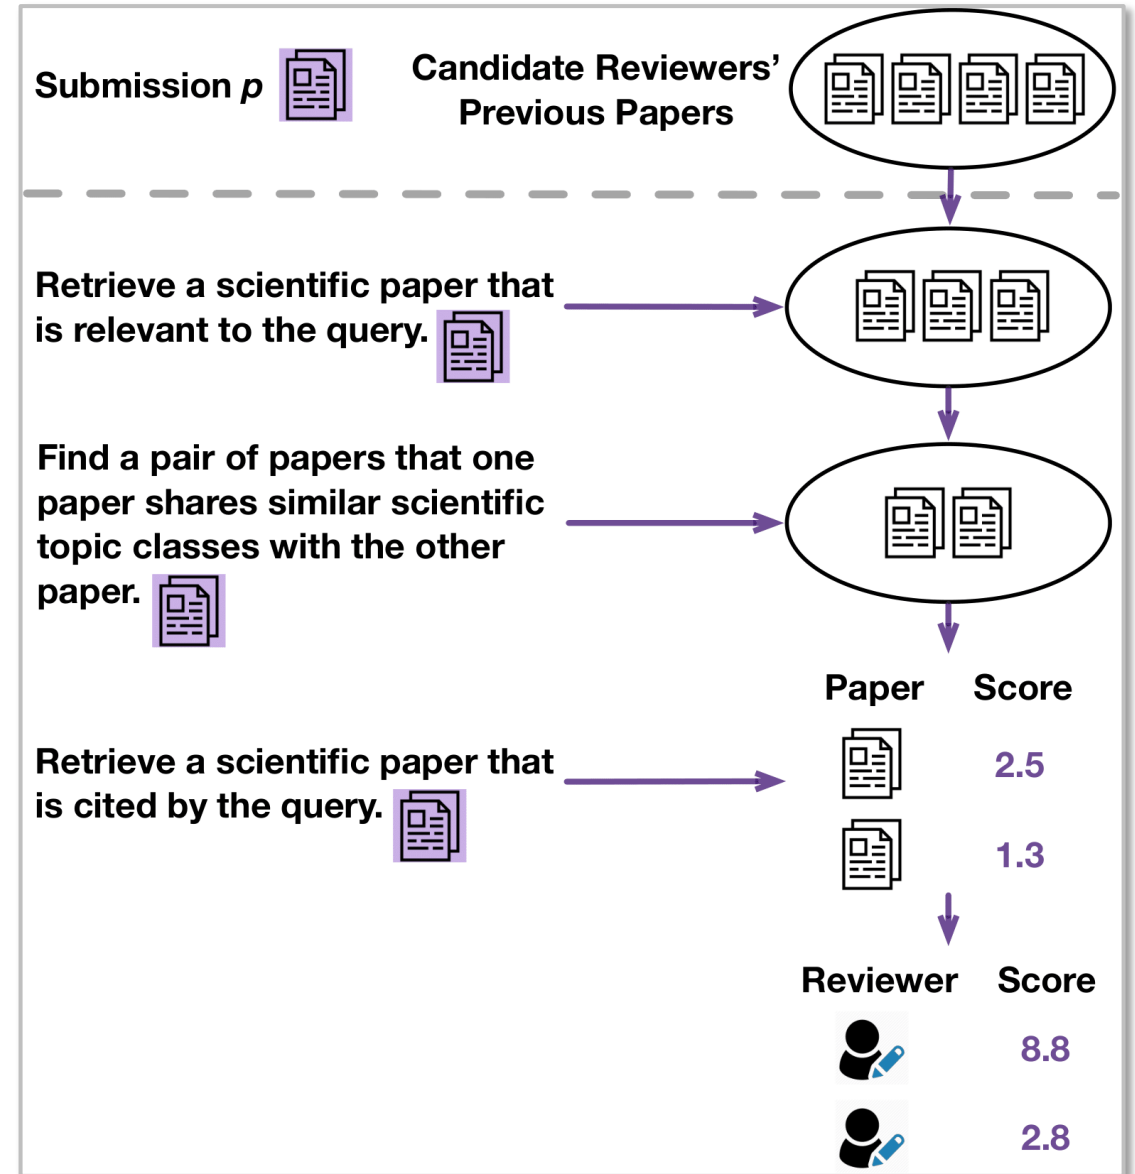 Submission p
Candidate Reviewers’
Previous Papers
Retrieve a scientific paper that
is relevant to the query.
Find a pair of papers that one
paper shares similar scientific
topic classes with the other
paper.
Paper Score
2.5
Retrieve a scientific paper that
is cited by the query.
1.3
Reviewer Score
8.8
2.8